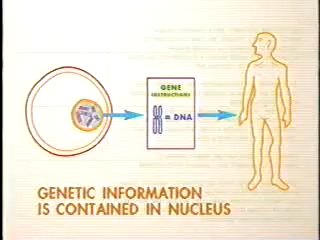 GENE
INSTRUCTIONS
= DNA
GENETIC INFORMATION
IS CONTAINED IN NUCLEUS